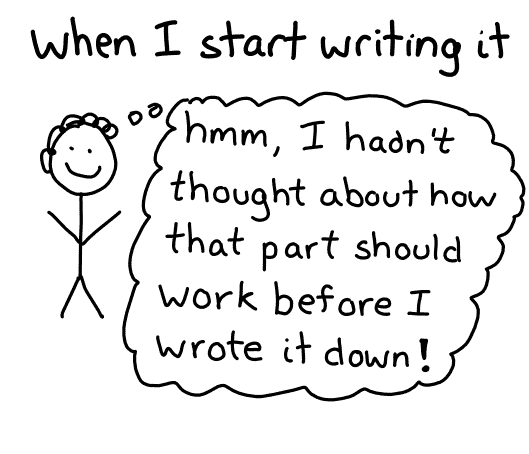 when I start writing it
hmm, I hadn't
thought about how
that part should
work before I
wrote it down!